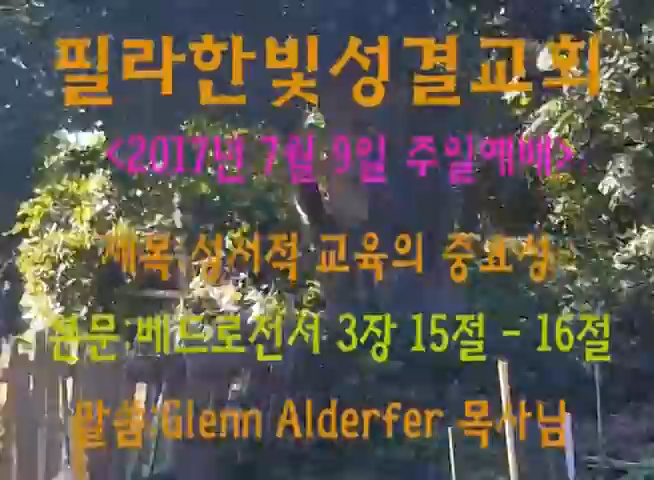 필라한빛성결교회
<2017년 7월 9일 주일예배>
제목:성서적 교육의 중요성
본문:베드로전서 3장 15절 - 16절
말씀:Glenn Alderfer 목사님